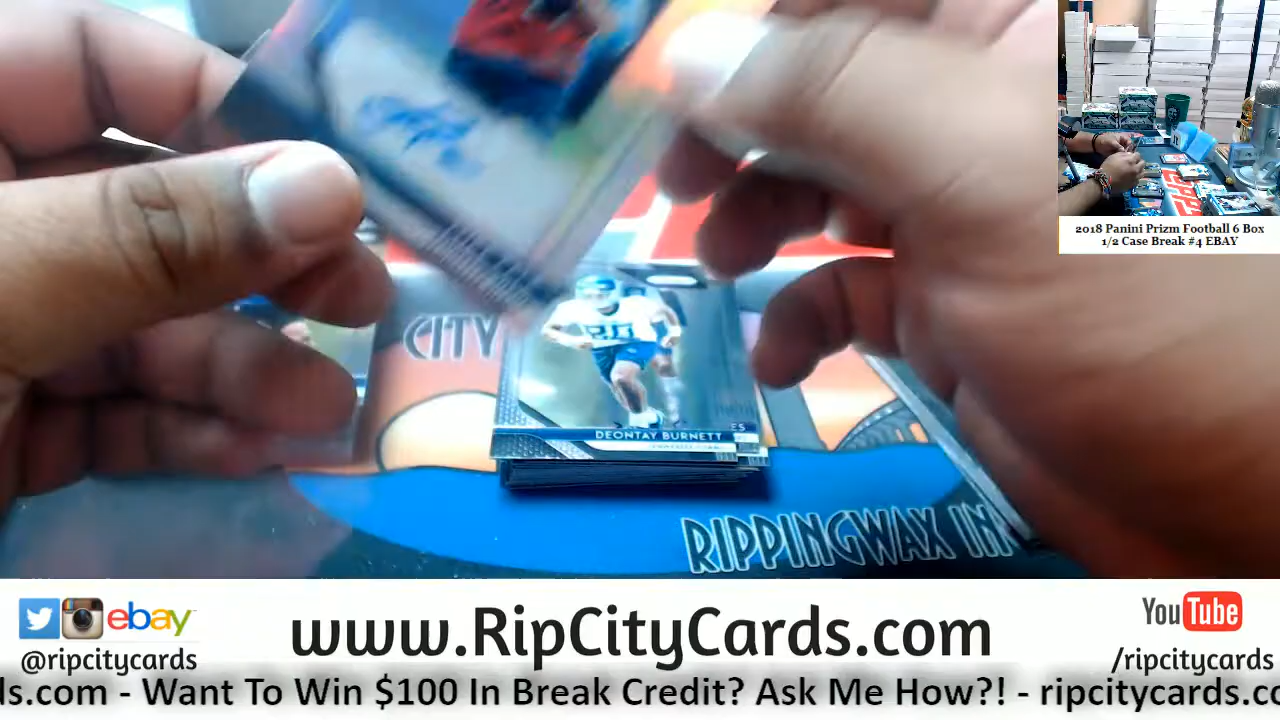 2018 Panini Prizm Football 6 Box
1/2 Case Break #4 EBAY
CITY
DEONTAY BURNETT
RIPPINGWAX IN
ebay
@ripcitycards
www.RipCityCards.com
YouTube
/ripcitycards
ds.com - Want To Win $100 In Break Credit? Ask Me How?! - ripcitycards.co